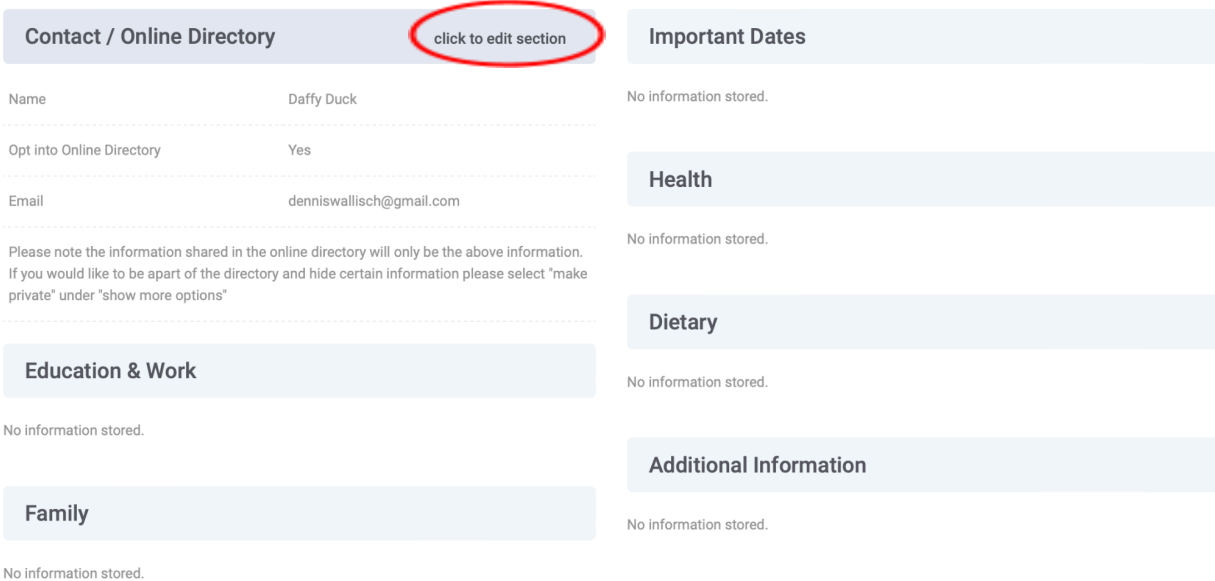 Contact / Online Directory click to edit section
Name Daffy Duck
Opt into Online Directory Yes
Email denniswallisch@gmail.com
Please note the information shared in the online directory will only be the above information.
If you would like to be apart of the directory and hide certain information please select "make
private" under "show more options"
Education & Work
No information stored.
Family
No information stored.
Important Dates
No information stored.
Health
No information stored.
Dietary
No information stored.
Additional Information
No information stored.